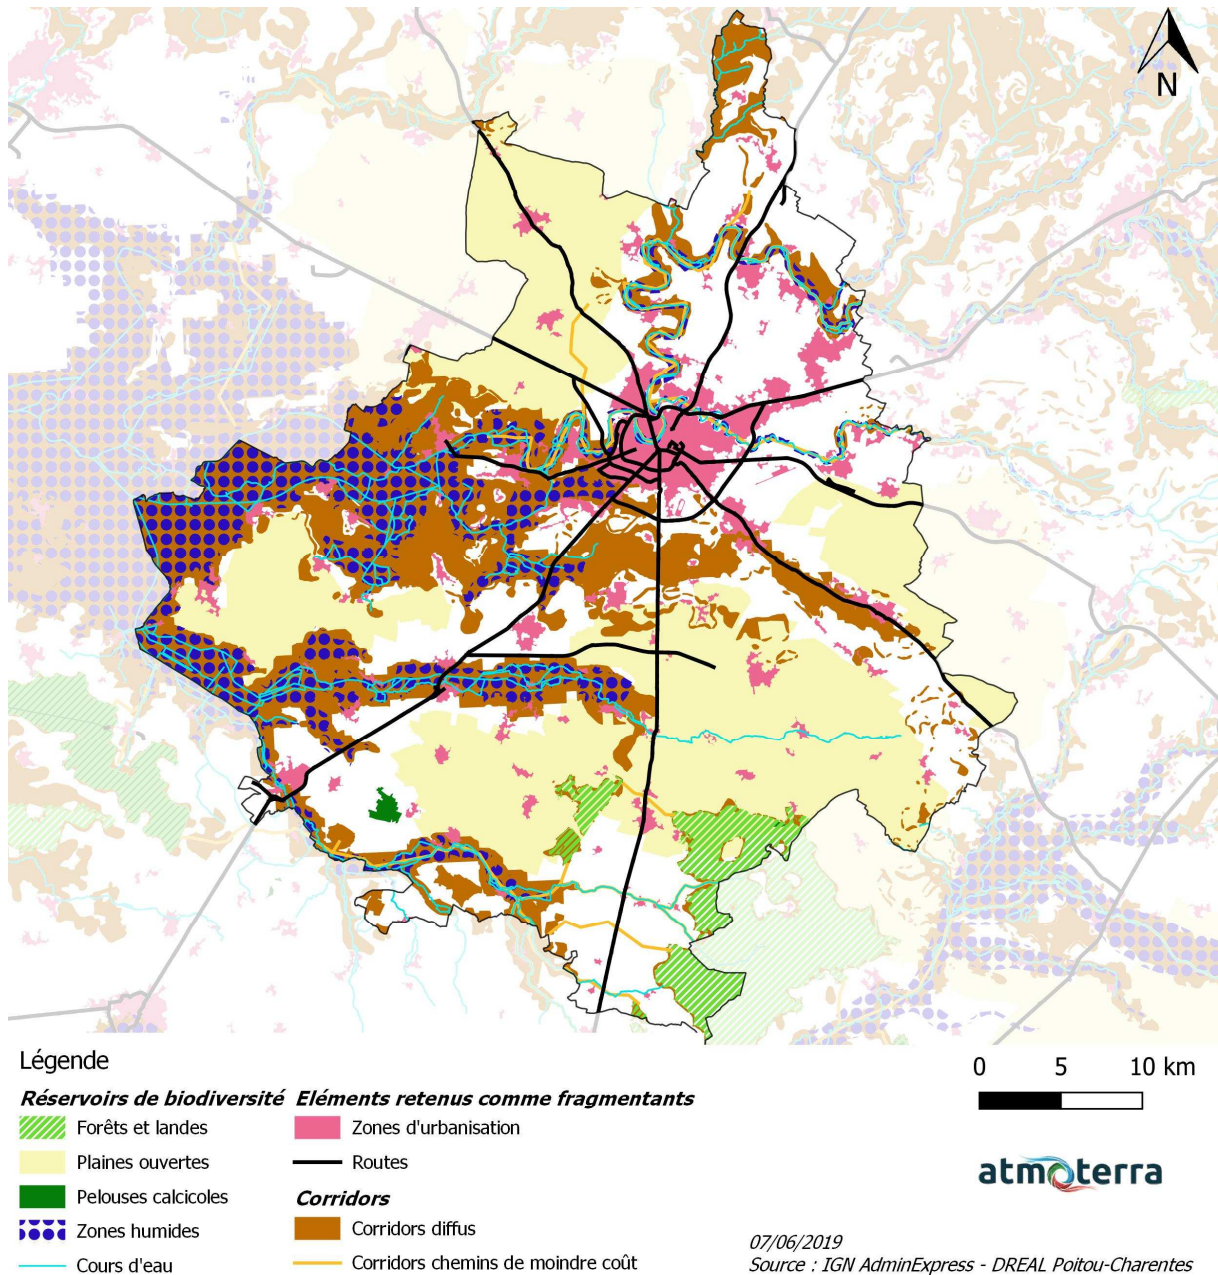 N
Légende
Réservoirs de biodiversité
Forêts et landes
Plaines ouvertes
Pelouses calcicoles
Zones humides
Cours d'eau
Eléments retenus comme fragmentants
Zones d'urbanisation
Routes
Corridors
Corridors diffus
Corridors chemins de moindre coût
0 5 10 km
atmoterra
07/06/2019
Source : IGN AdminExpress - DREAL Poitou-Charentes